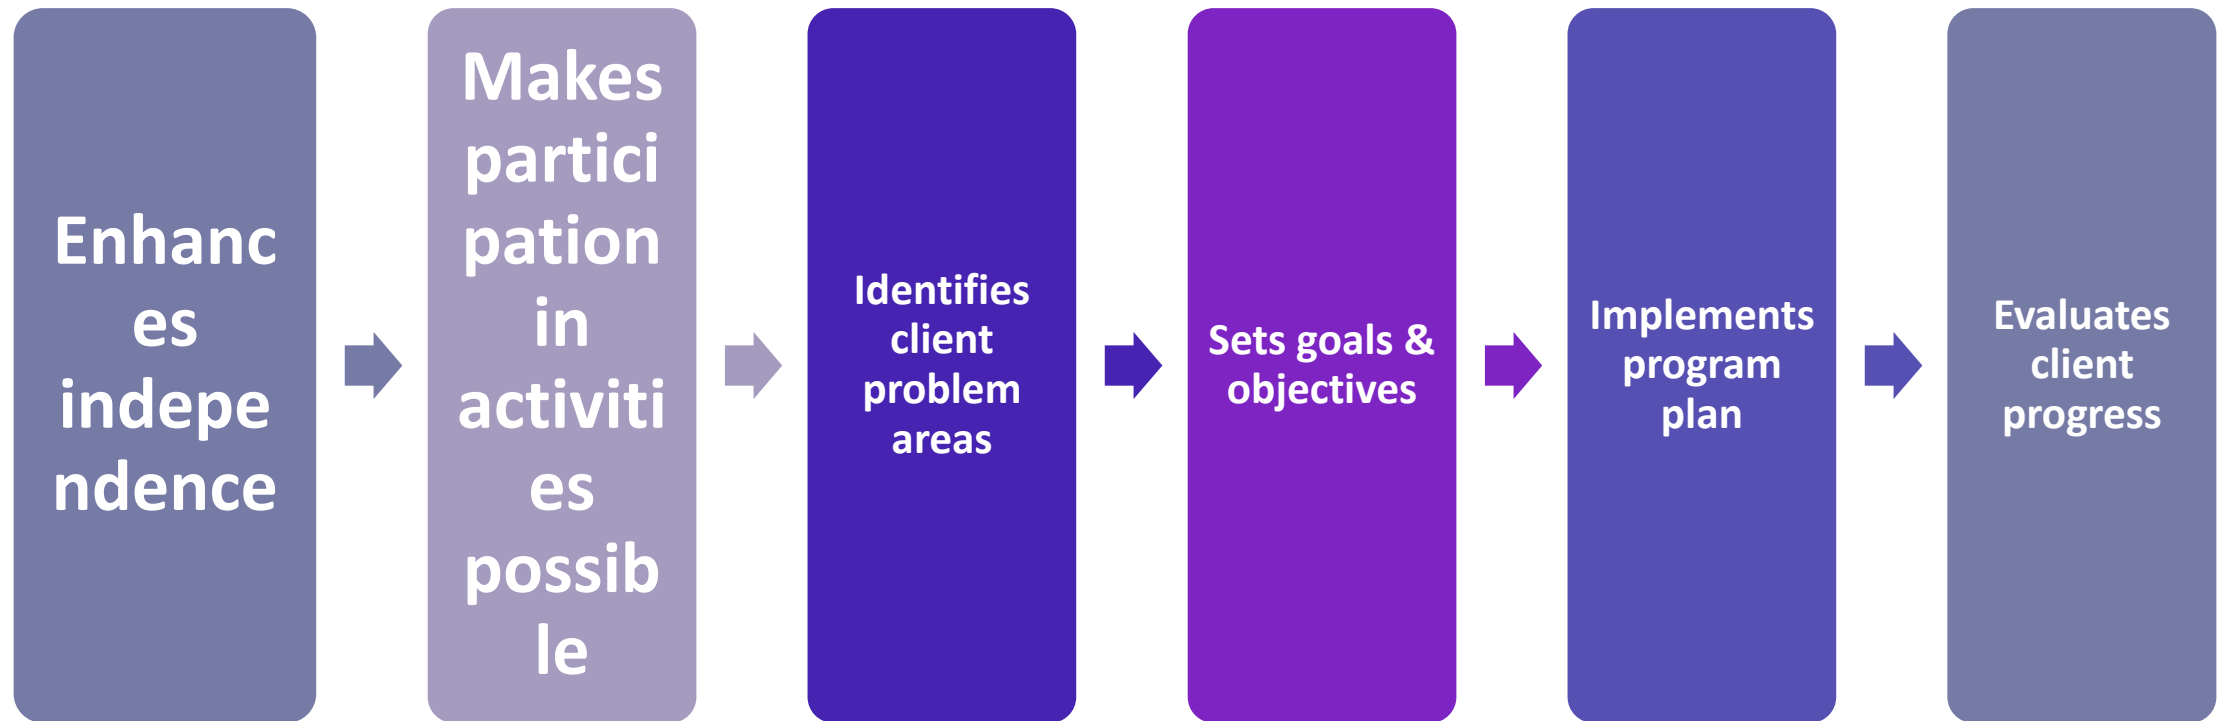 Enhanc
es
indepe
ndence
Makes
partici
pation
in
activiti
es
possib
le
Identifies
client
problem
areas
Sets goals &
objectives
Implements
program
plan
Evaluates
client
progress